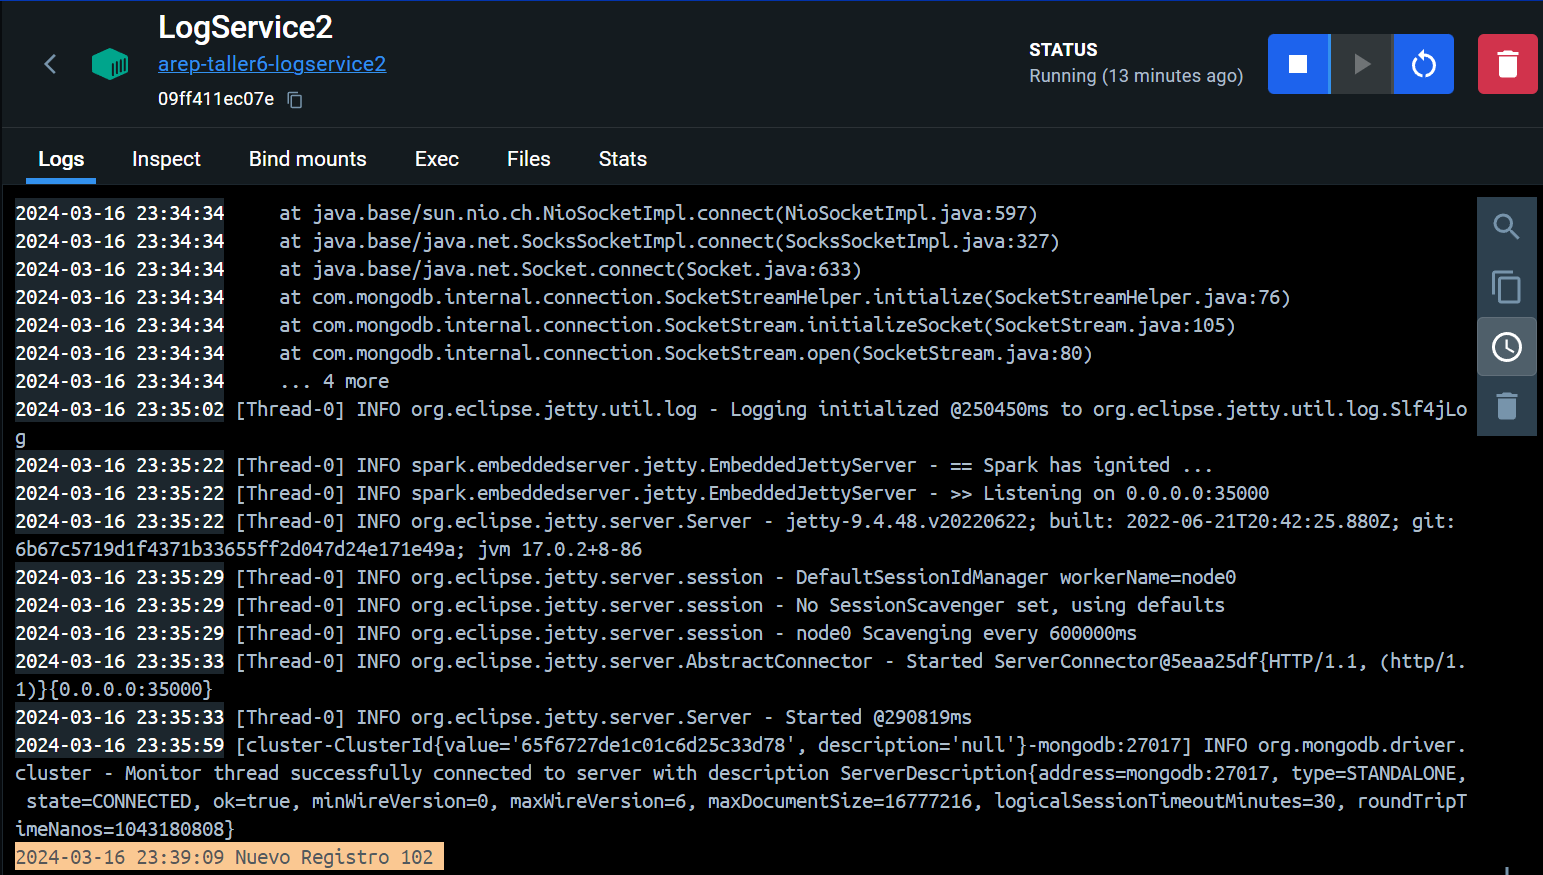 LogService2
arep-taller6-logservice2
09ff411ec07e
STATUS
Running (13 minutes ago)
Logs Inspect Bind mounts Exec Files Stats
2024-03-16 23:34:34     at java.base/sun.nio.ch.NioSocketImpl.connect(NioSocketImpl.java:597)
2024-03-16 23:34:34     at java.base/java.net.SocksSocketImpl.connect(SocksSocketImpl.java:327)
2024-03-16 23:34:34     at java.base/java.net.Socket.connect(Socket.java:633)
2024-03-16 23:34:34     at com.mongodb.internal.connection.SocketStreamHelper.initialize(SocketStreamHelper.java:76)
2024-03-16 23:34:34     at com.mongodb.internal.connection.SocketStream.initializeSocket(SocketStream.java:105)
2024-03-16 23:34:34     at com.mongodb.internal.connection.SocketStream.open(SocketStream.java:80)
2024-03-16 23:34:34     ... 4 more
2024-03-16 23:35:02 [Thread-0] INFO org.eclipse.jetty.util.log - Logging initialized @250450ms to org.eclipse.jetty.util.log.Slf4jLo
g
2024-03-16 23:35:22 [Thread-0] INFO spark.embeddedserver.jetty.EmbeddedJettyServer - == Spark has ignited ...
2024-03-16 23:35:22 [Thread-0] INFO spark.embeddedserver.jetty.EmbeddedJettyServer - >> Listening on 0.0.0.0:35000
2024-03-16 23:35:22 [Thread-0] INFO org.eclipse.jetty.server.Server - jetty-9.4.48.v20220622; built: 2022-06-21T20:42:25.880Z; git:
6b67c5719d1f4371b33655ff2d047d24e171e49a; jvm 17.0.2+8-86
2024-03-16 23:35:29 [Thread-0] INFO org.eclipse.jetty.server.session - DefaultSessionIdManager workerName=node0
2024-03-16 23:35:29 [Thread-0] INFO org.eclipse.jetty.server.session - No SessionScavenger set, using defaults
2024-03-16 23:35:29 [Thread-0] INFO org.eclipse.jetty.server.session - node0 Scavenging every 600000ms
2024-03-16 23:35:33 [Thread-0] INFO org.eclipse.jetty.server.AbstractConnector - Started ServerConnector@5eaa25df{HTTP/1.1, (http/1.
1)}{0.0.0.0:35000}
2024-03-16 23:35:33 [Thread-0] INFO org.eclipse.jetty.server.Server - Started @290819ms
2024-03-16 23:35:59 [cluster-ClusterId{value='65f6727de1c01c6d25c33d78', description='null'}-mongodb:27017] INFO org.mongodb.driver.
cluster - Monitor thread successfully connected to server with description ServerDescription{address=mongodb:27017, type=STANDALONE,
state=CONNECTED, ok=true, minWireVersion=0, maxWireVersion=6, maxDocumentSize=16777216, logicalSessionTimeoutMinutes=30, roundTripT
imeNanos=1043180808}
2024-03-16 23:39:09 Nuevo Registro 102